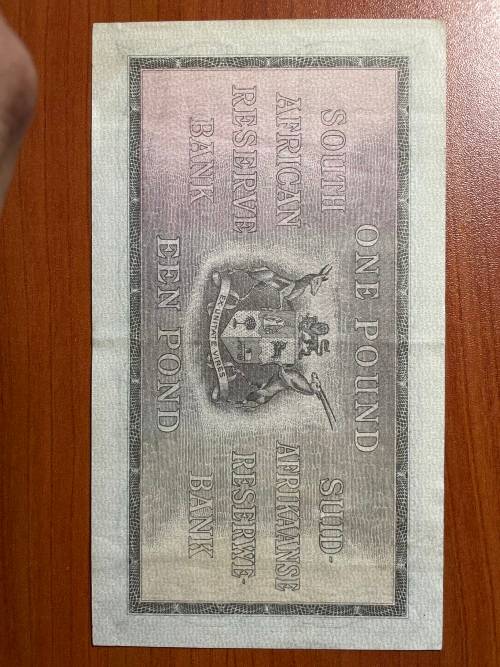 ONE POUND
SOUTH
AFRICAN
RESERVE
BANK
SUID-
AFRIKAANSE
RESERWE-
BANK
EX UNITATE VIRES
EEN POND